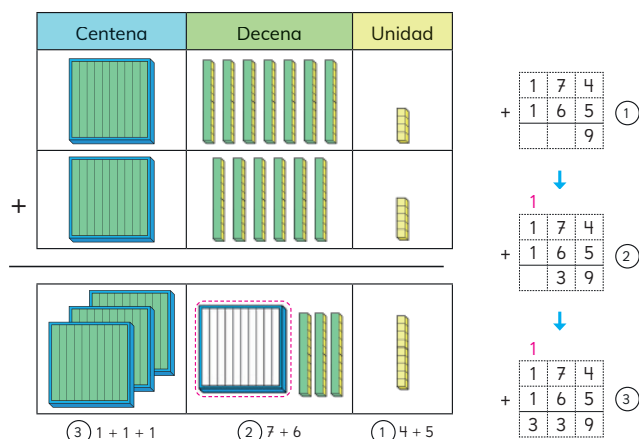 Centena Decena Unidad
+
③ 1 + 1 + 1 ② 7 + 6 ① 4 + 5
1 7 4
+ 1 6 5 ①
9
↓
1
1 7 4
+ 1 6 5 ②
3 9
↓
1
1 7 4
+ 1 6 5 ③
3 3 9